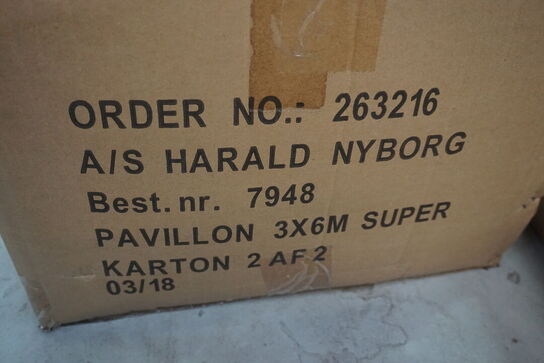 ORDER NO.: 263216
A/S HARALD NYBORG
Best.nr. 7948
PAVILLON 3X6M SUPER
KARTON 2 AF 2
03/18